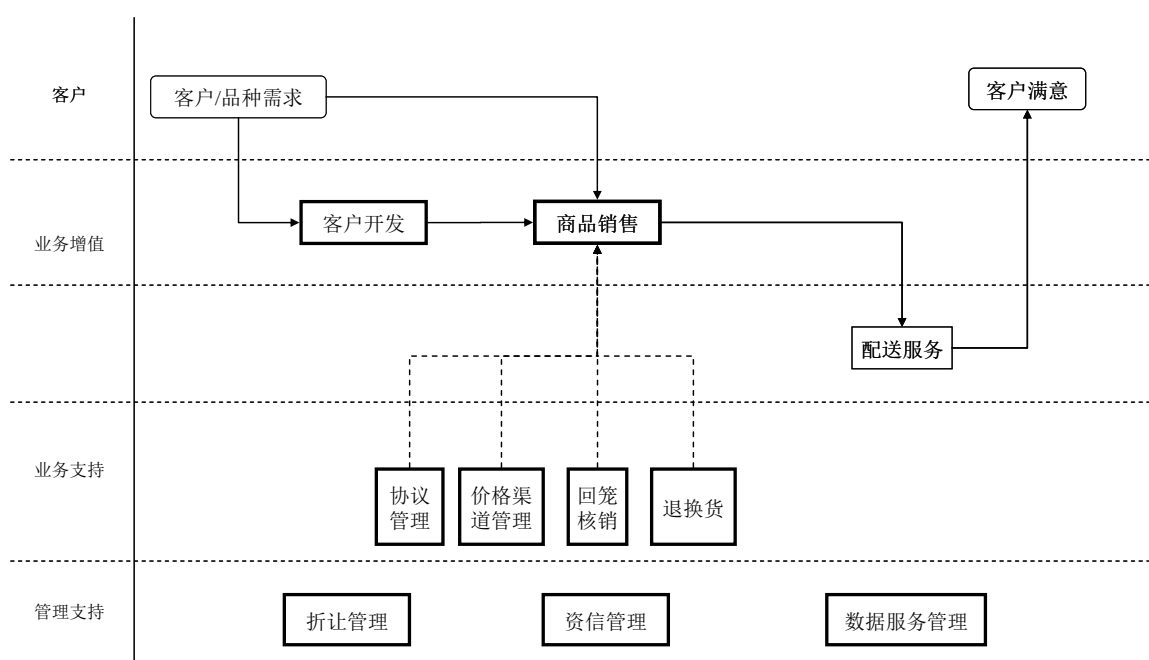 客户
客户/品种需求
客户满意
业务增值
客户开发
商品销售
配送服务
业务支持
协议
管理
价格渠
道管理
回笼
核销
退换货
管理支持
折让管理
资信管理
数据服务管理